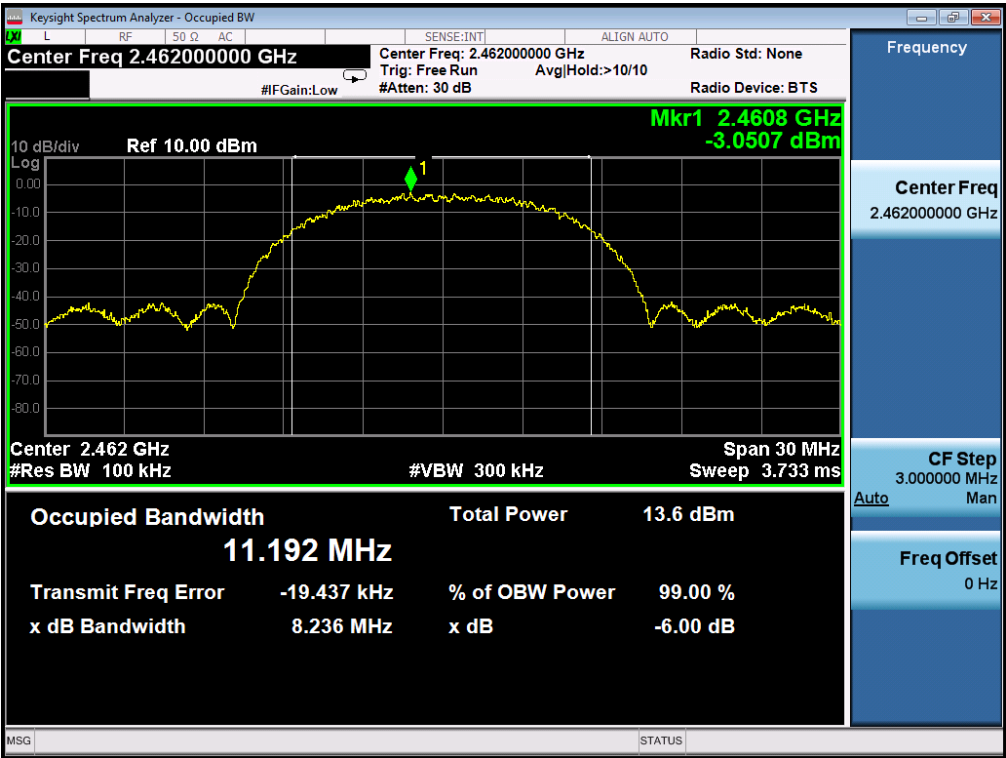 Keysight Spectrum Analyzer - Occupied BW
LXI L RF 50 Ω AC SENSE:INT ALIGN AUTO
Center Freq 2.462000000 GHz
#IFGain:Low
Center Freq: 2.462000000 GHz
Trig: Free Run Avg|Hold:>10/10
#Atten: 30 dB
Radio Std: None
Radio Device: BTS
Mkr1 2.4608 GHz
-3.0507 dBm
10 dB/div Ref 10.00 dBm
Log
0.00
-10.0
-20.0
-30.0
-40.0
-50.0
-60.0
-70.0
-80.0
1
Center 2.462 GHz Span 30 MHz
#Res BW 100 kHz #VBW 300 kHz Sweep 3.733 ms
Occupied Bandwidth Total Power 13.6 dBm
11.192 MHz
Transmit Freq Error -19.437 kHz % of OBW Power 99.00 %
x dB Bandwidth 8.236 MHz x dB -6.00 dB
MSG STATUS
Frequency
Center Freq
2.462000000 GHz
CF Step
3.000000 MHz
Auto Man
Freq Offset
0 Hz